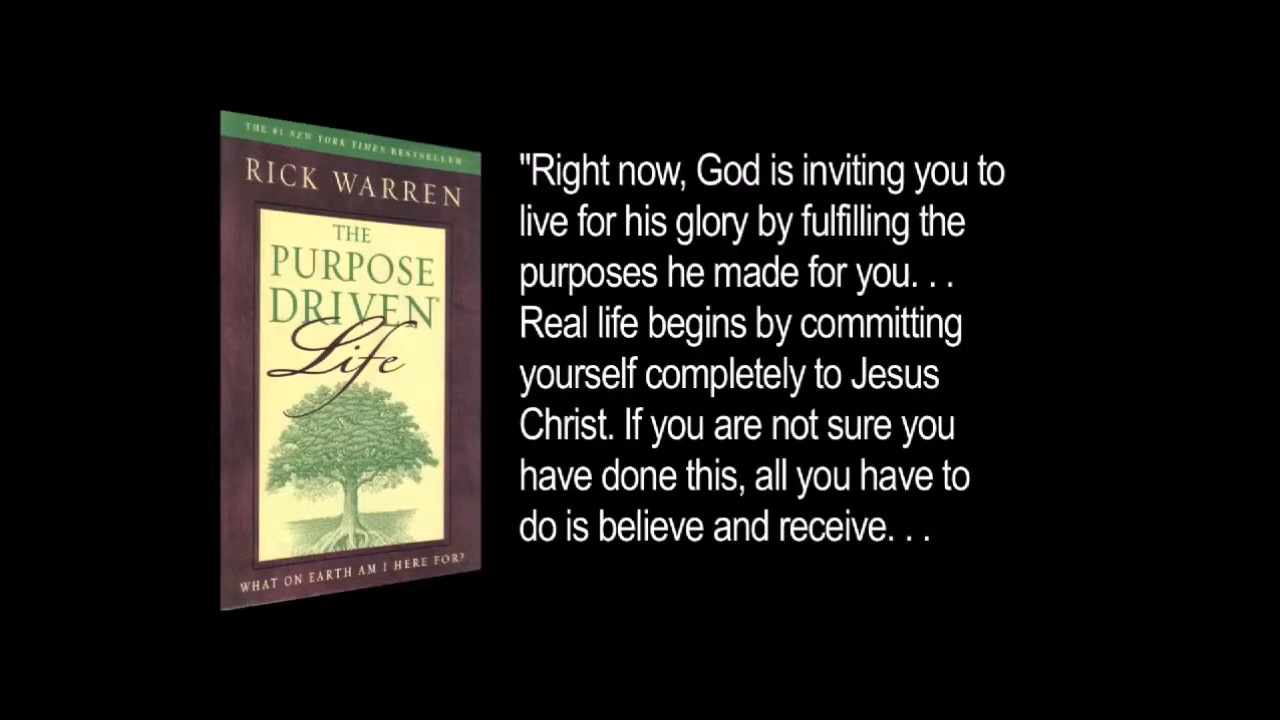 THE #1 NEW YORK TIMES BESTSELLER
RICK WARREN
THE
PURPOSE
DRIVEN®
Life
WHAT ON EARTH AM I HERE FOR?
"Right now, God is inviting you to
live for his glory by fulfilling the
purposes he made for you. . .
Real life begins by committing
yourself completely to Jesus
Christ. If you are not sure you
have done this, all you have to
do is believe and receive. . .